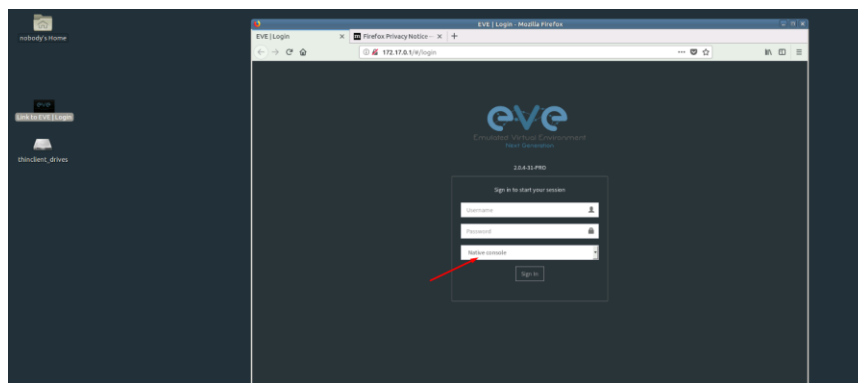 nobody's Home
Link to EVE | Login
thinclient_drives
EVE | Login - Mozilla Firefox
EVE | Login
Firefox Privacy Notice —
172.17.0.1/#/login
eve
Emulated Virtual Environment
Next Generation
2.0.4-31-PRO
Sign in to start your session
Username
Password
Native console
Sign In